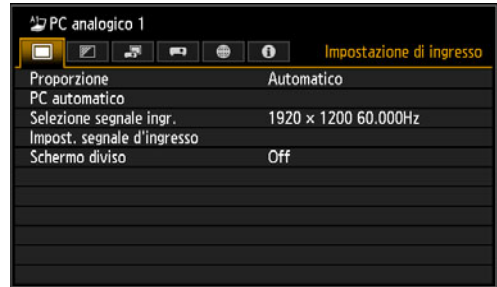 PC analogico 1
Impostazione di ingresso
Proporzione Automatico
PC automatico
Selezione segnale ingr. 1920 × 1200 60.000Hz
Impost. segnale d'ingresso
Schermo diviso Off